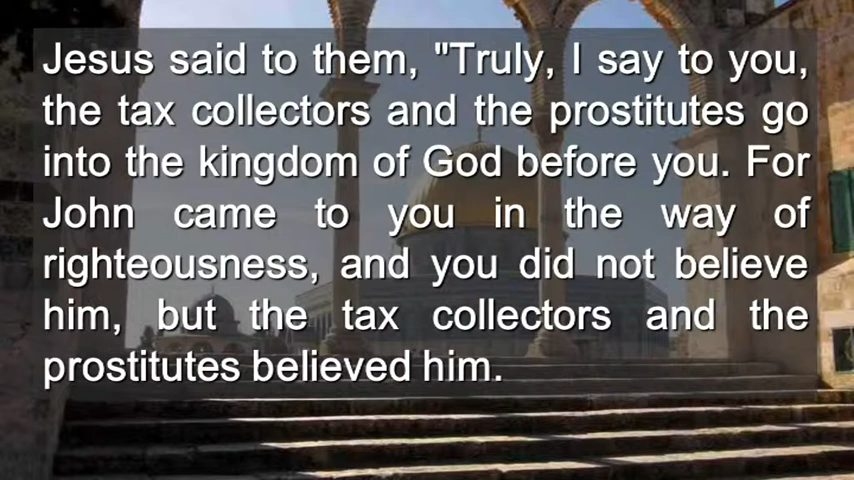 Jesus said to them, "Truly, I say to you,
the tax collectors and the prostitutes go
into the kingdom of God before you. For
John came to you in the way of
righteousness, and you did not believe
him, but the tax collectors and the
prostitutes believed him.